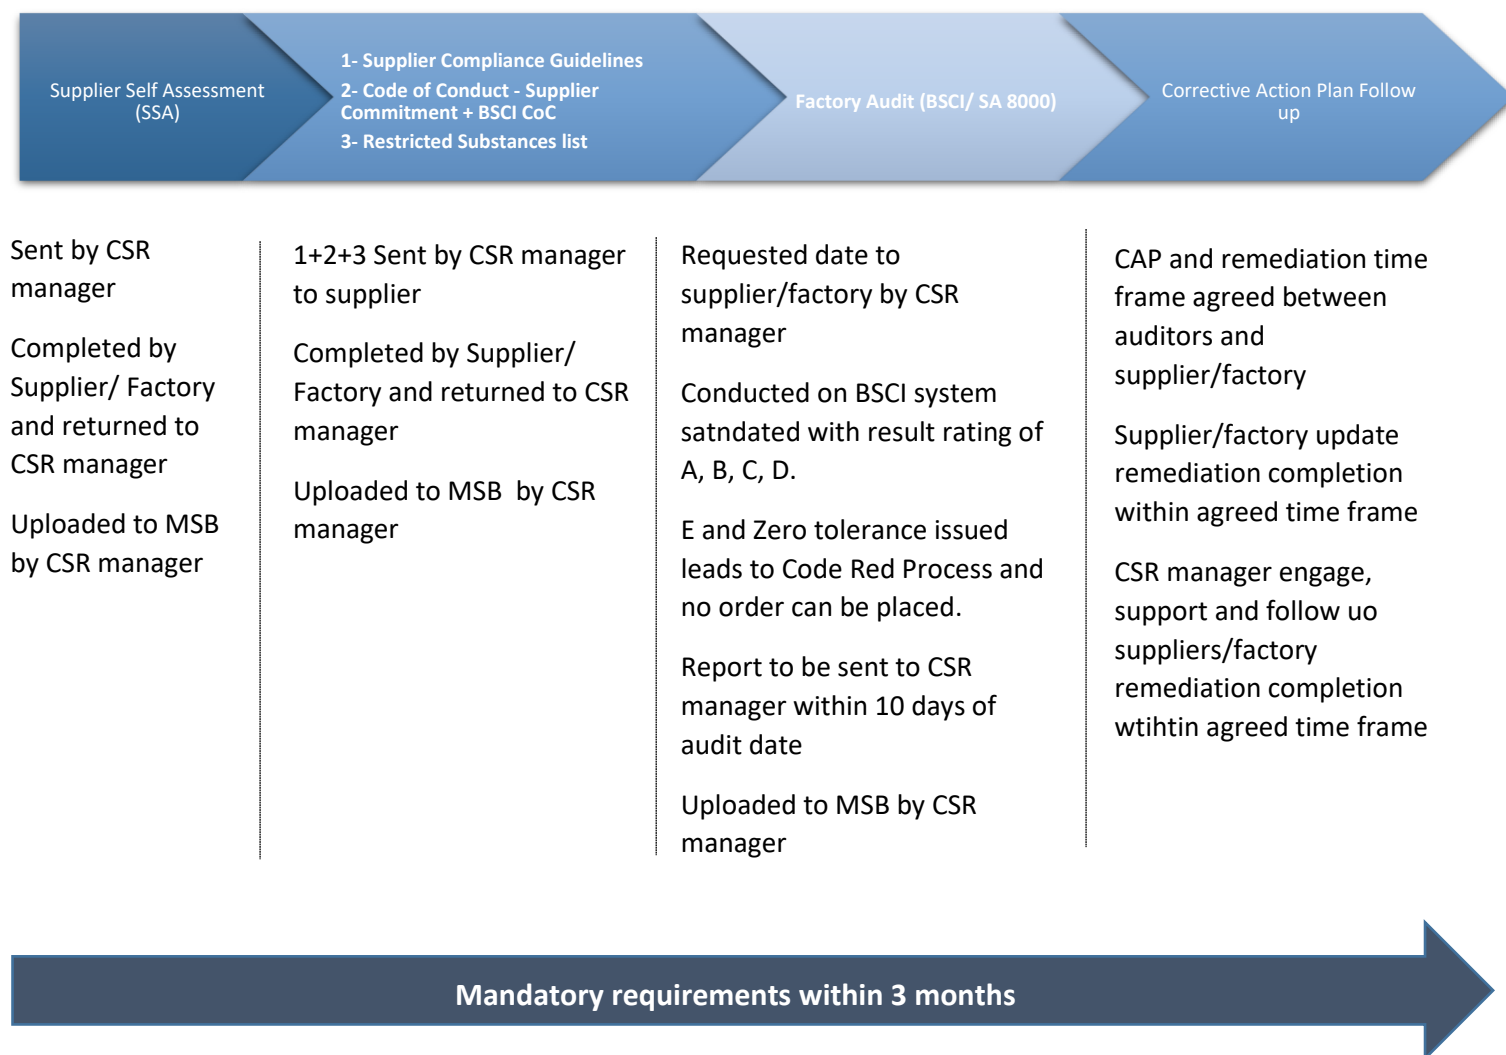 Supplier Self Assessment
(SSA)
1- Supplier Compliance Guidelines
2- Code of Conduct - Supplier
Commitment + BSCI CoC
3- Restricted Substances list
Factory Audit (BSCI/ SA 8000)
Corrective Action Plan Follow
up
Sent by CSR
manager
Completed by
Supplier/ Factory
and returned to
CSR manager
Uploaded to MSB
by CSR manager
1+2+3 Sent by CSR manager
to supplier
Completed by Supplier/
Factory and returned to CSR
manager
Uploaded to MSB  by CSR
manager
Requested date to
supplier/factory by CSR
manager
Conducted on BSCI system
satndated with result rating of
A, B, C, D.
E and Zero tolerance issued
leads to Code Red Process and
no order can be placed.
Report to be sent to CSR
manager within 10 days of
audit date
Uploaded to MSB by CSR
manager
CAP and remediation time
frame agreed between
auditors and
supplier/factory
Supplier/factory update
remediation completion
within agreed time frame
CSR manager engage,
support and follow uo
suppliers/factory
remediation completion
wtihtin agreed time frame
Mandatory requirements within 3 months